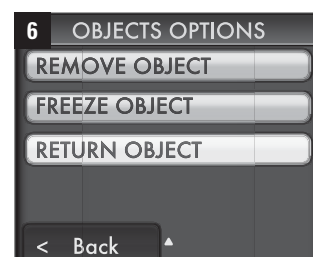 6 OBJECTS OPTIONS
REMOVE OBJECT
FREEZE OBJECT
RETURN OBJECT
< Back